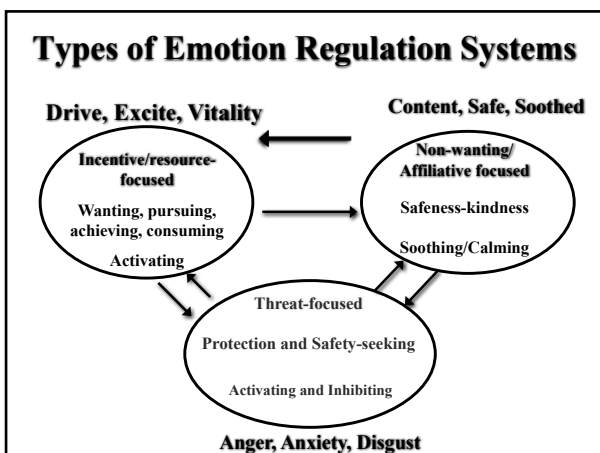 Types of Emotion Regulation Systems
Drive, Excite, Vitality
Content, Safe, Soothed
Incentive/resource-
focused
Wanting, pursuing,
achieving, consuming
Activating
Non-wanting/
Affiliative focused
Safeness-kindness
Soothing/Calming
Threat-focused
Protection and Safety-seeking
Activating and Inhibiting
Anger, Anxiety, Disgust